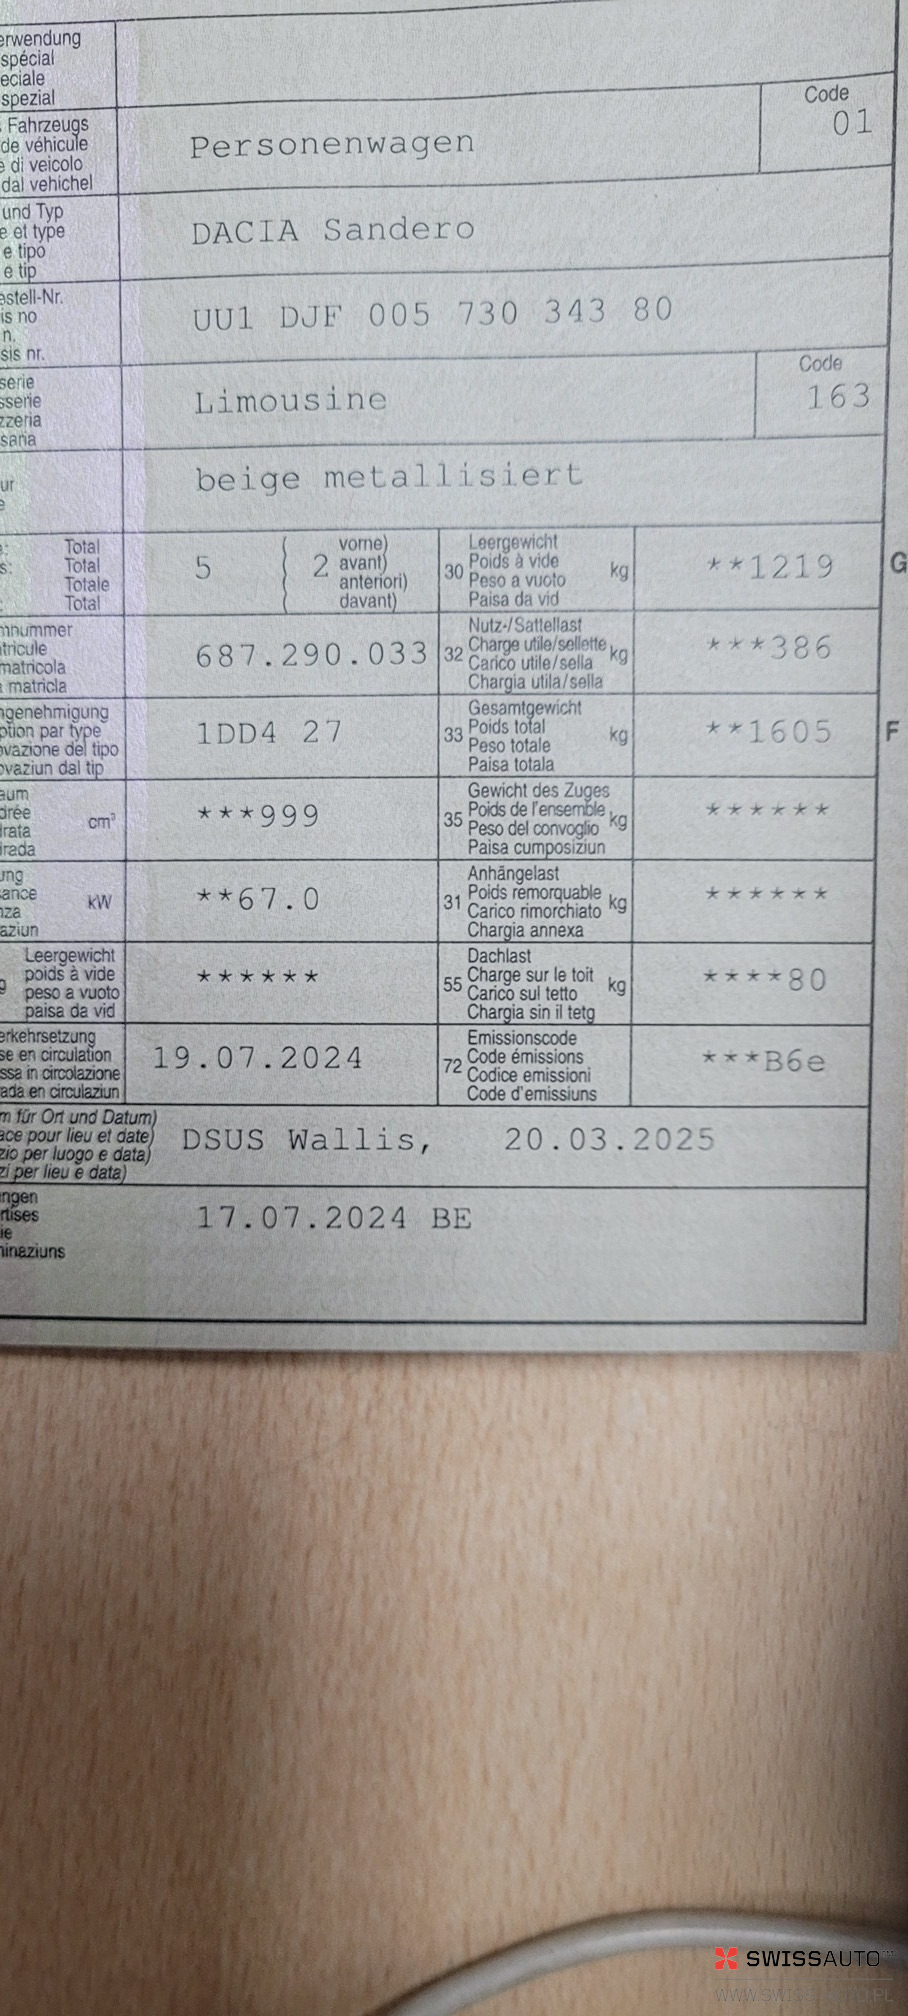 erwendung
spécial
eciale
spezial
Fahrzeugs
de véhicule
e di veicolo
dal vehichel
Personenwagen
Code
01
und Typ
e et type
e tipo
e tip
DACIA Sandero
estell-Nr.
is no
n.
sis nr.
UU1 DJF 005 730 343 80
serie
sserie
zzeria
saria
Limousine
Code
163
ur
e
beige metallisiert
: Total
s: Total
Totale
: Total
5 { 2
vorne)
avant)
anteriori)
davant)
30
Leergewicht
Poids à vide
Peso a vuoto
Paisa da vid
kg
**1219
G
mnummer
tricule
matricola
matricla
687.290.033
32
Nutz-/Sattellast
Charge utile/sellette
Carico utile/sella
Chargia utila/sella
kg
***386
ngenehmigung
ption par type
ovazione del tipo
ovaziun dal tip
1DD4 27
33
Gesamtgewicht
Poids total
Peso totale
Paisa totala
kg
**1605
F
aum
drée
drata
irada
cm³
***999
35
Gewicht des Zuges
Poids de l'ensemble
Peso del convoglio
Paisa cumposiziun
kg
******
ung
sance
nza
aziun
kW
**67.0
31
Anhängelast
Poids remorquable
Carico rimorchiato
Chargia annexa
kg
******
g
Leergewicht
poids à vide
peso a vuoto
paisa da vid
******
55
Dachlast
Charge sur le toit
Carico sul tetto
Chargia sin il tetg
kg
****80
erkehrsetzung
se en circulation
ssa in circolazione
ada en circulaziun
19.07.2024
72
Emissionscode
Code émissions
Codice emissioni
Code d'emissiuns
***B6e
m für Ort und Datum)
ace pour lieu et date)
zio per luogo e data)
zi per lieu e data)
DSUS Wallis, 20.03.2025
ngen
rtises
ie
ninaziuns
17.07.2024 BE
SWISSAUTO™
WWW.SWISSAUTO.PL